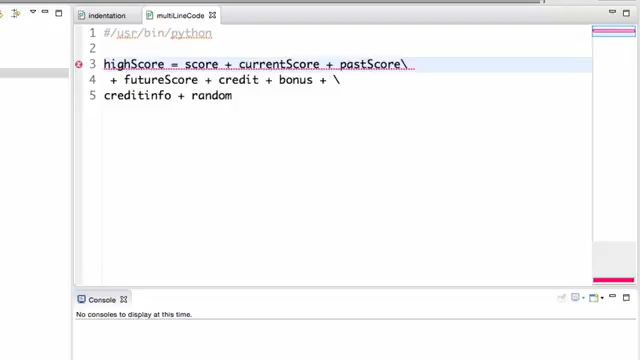 indentation
multiLineCode
1 #/usr/bin/python
2
3 highScore = score + currentScore + pastScore\
4 + futureScore + credit + bonus + \
5 creditinfo + random
Console
No consoles to display at this time.